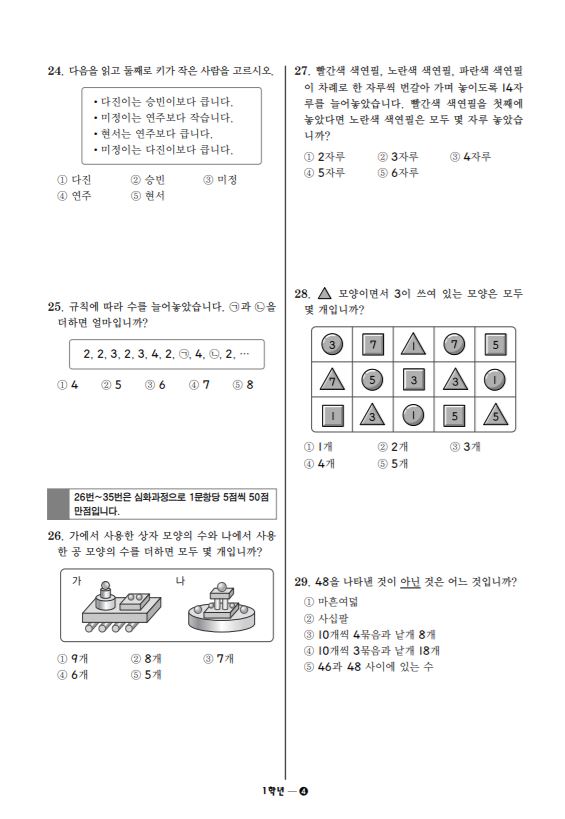 24. 다음을 읽고 둘째로 키가 작은 사람을 고르시오.
• 다진이는 승빈이보다 큽니다.
• 미정이는 연주보다 작습니다.
• 현서는 연주보다 큽니다.
• 미정이는 다진이보다 큽니다.
① 다진 ② 승빈 ③ 미정
④ 연주 ⑤ 현서
25. 규칙에 따라 수를 늘어놓았습니다. ㉠과 ㉡을
더하면 얼마입니까?
2, 2, 3, 2, 3, 4, 2, ㉠, 4, ㉡, 2, …
① 4 ② 5 ③ 6 ④ 7 ⑤ 8
26번~35번은 심화과정으로 1문항당 5점씩 50점
만점입니다.
26. 가에서 사용한 상자 모양의 수와 나에서 사용
한 공 모양의 수를 더하면 모두 몇 개입니까?
가 나
① 9개 ② 8개 ③ 7개
④ 6개 ⑤ 5개
27. 빨간색 색연필, 노란색 색연필, 파란색 색연필
이 차례로 한 자루씩 번갈아 가며 놓이도록 14자
루를 늘어놓았습니다. 빨간색 색연필을 첫째에
놓았다면 노란색 색연필은 모두 몇 자루 놓았습
니까?
① 2자루 ② 3자루 ③ 4자루
④ 5자루 ⑤ 6자루
28. 모양이면서 3이 쓰여 있는 모양은 모두
몇 개입니까?
3 7 1 7 5
7 5 3 3 1
1 3 1 5 5
① 1개 ② 2개 ③ 3개
④ 4개 ⑤ 5개
29. 48을 나타낸 것이 아닌 것은 어느 것입니까?
① 마흔여덟
② 사십팔
③ 10개씩 4묶음과 낱개 8개
④ 10개씩 3묶음과 낱개 18개
⑤ 46과 48 사이에 있는 수
1학년 — ❹